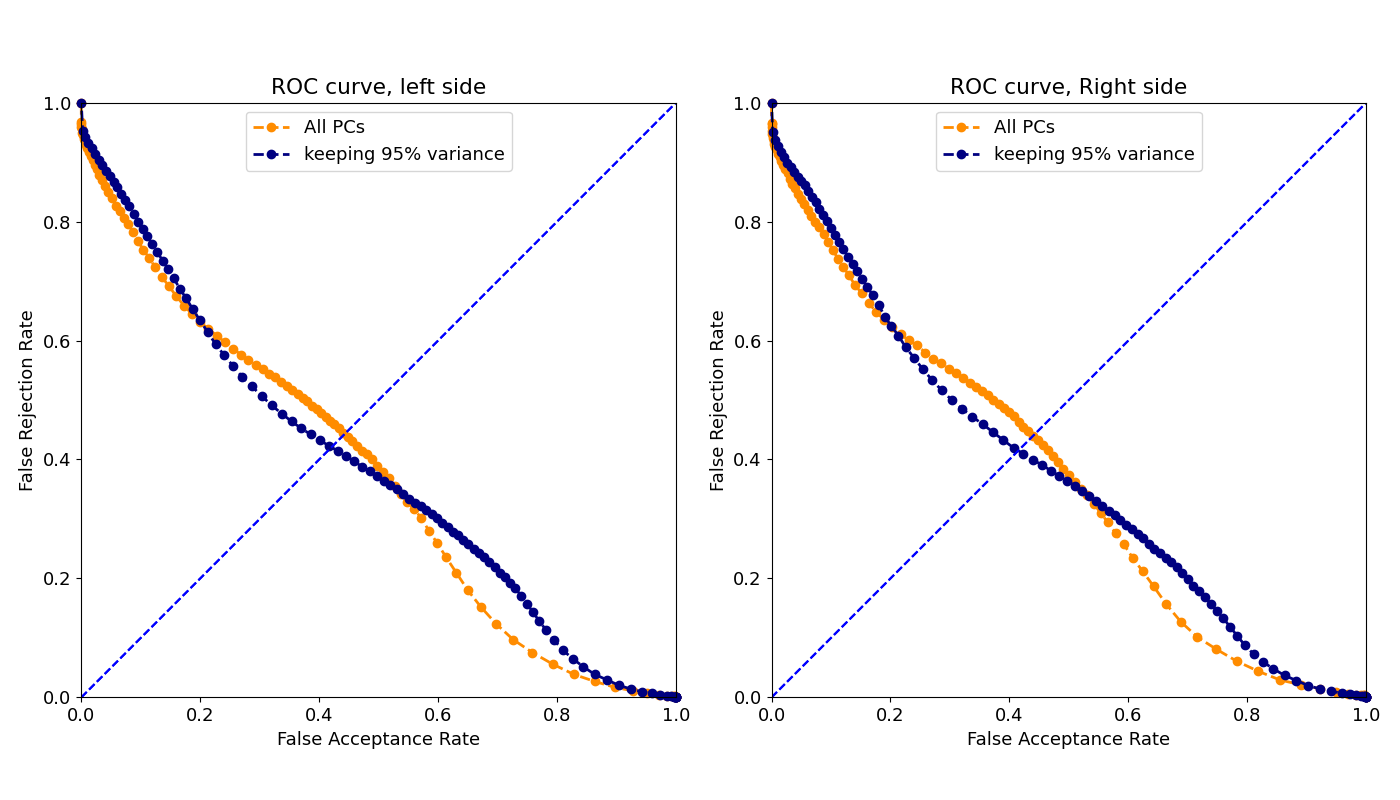 ROC curve, left side
1.0
0.8
0.6
0.4
0.2
0.0
False Rejection Rate
All PCs
keeping 95% variance
0.0 0.2 0.4 0.6 0.8 1.0
False Acceptance Rate
ROC curve, Right side
1.0
0.8
0.6
0.4
0.2
0.0
False Rejection Rate
All PCs
keeping 95% variance
0.0 0.2 0.4 0.6 0.8 1.0
False Acceptance Rate